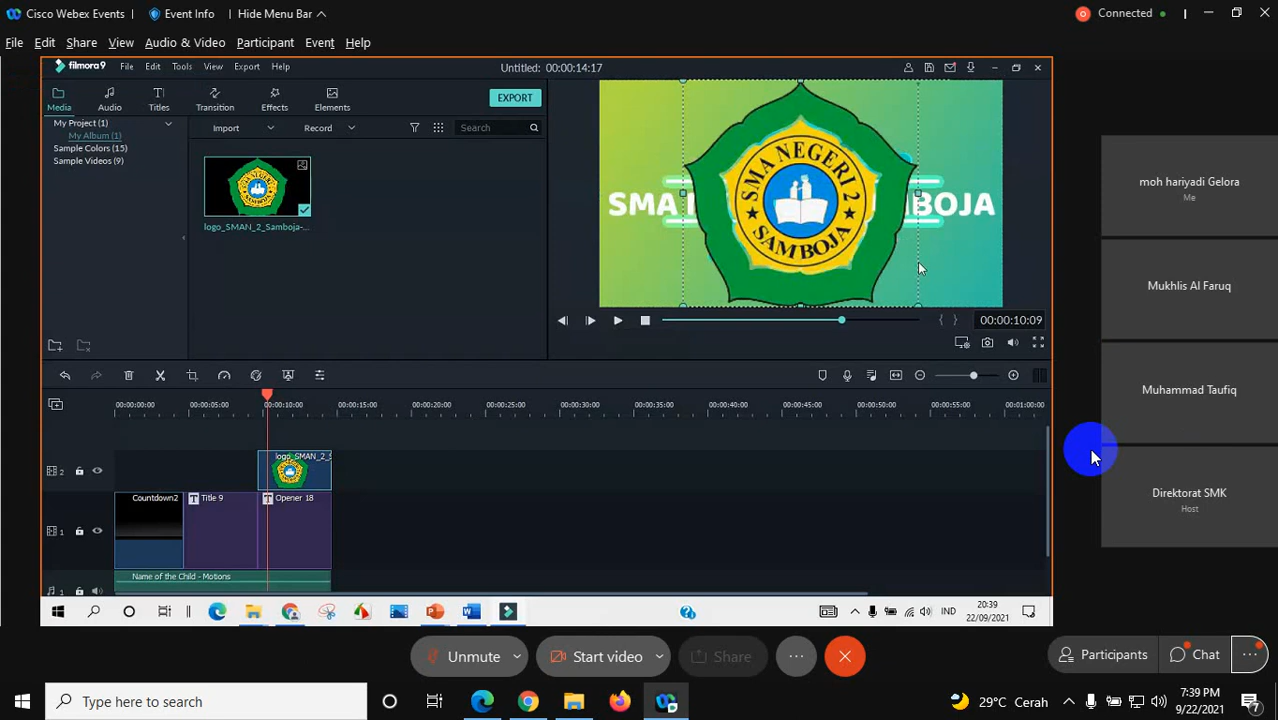 Cisco Webex Events
Event Info
Hide Menu Bar
Connected
File Edit Share View Audio & Video Participant Event Help
filmora9
File Edit Tools View Export Help
Untitled: 00:00:14:17
Media Audio Titles Transition Effects Elements
EXPORT
My Project (1)
My Album (1)
Sample Colors (15)
Sample Videos (9)
Import
Record
Search
logo_SMAN_2_Samboja-...
SMA NEGERI 2
SAMBOJA
SMA
MBOJA
00:00:10:09
00:00:00:00 00:00:05:00 00:00:10:00 00:00:15:00 00:00:20:00 00:00:25:00 00:00:30:00 00:00:35:00 00:00:40:00 00:00:45:00 00:00:50:00 00:00:55:00 00:01:00:00
2
logo_SMAN_2_S
1
Countdown2
Title 9
Opener 18
1
Name of the Child - Motions
IND
20:39
22/09/2021
moh hariyadi Gelora
Me
Mukhlis Al Faruq
Muhammad Taufiq
Direktorat SMK
Host
Unmute
Start video
Share
Participants
Chat
Type here to search
29°C Cerah
7:39 PM
9/22/2021
7